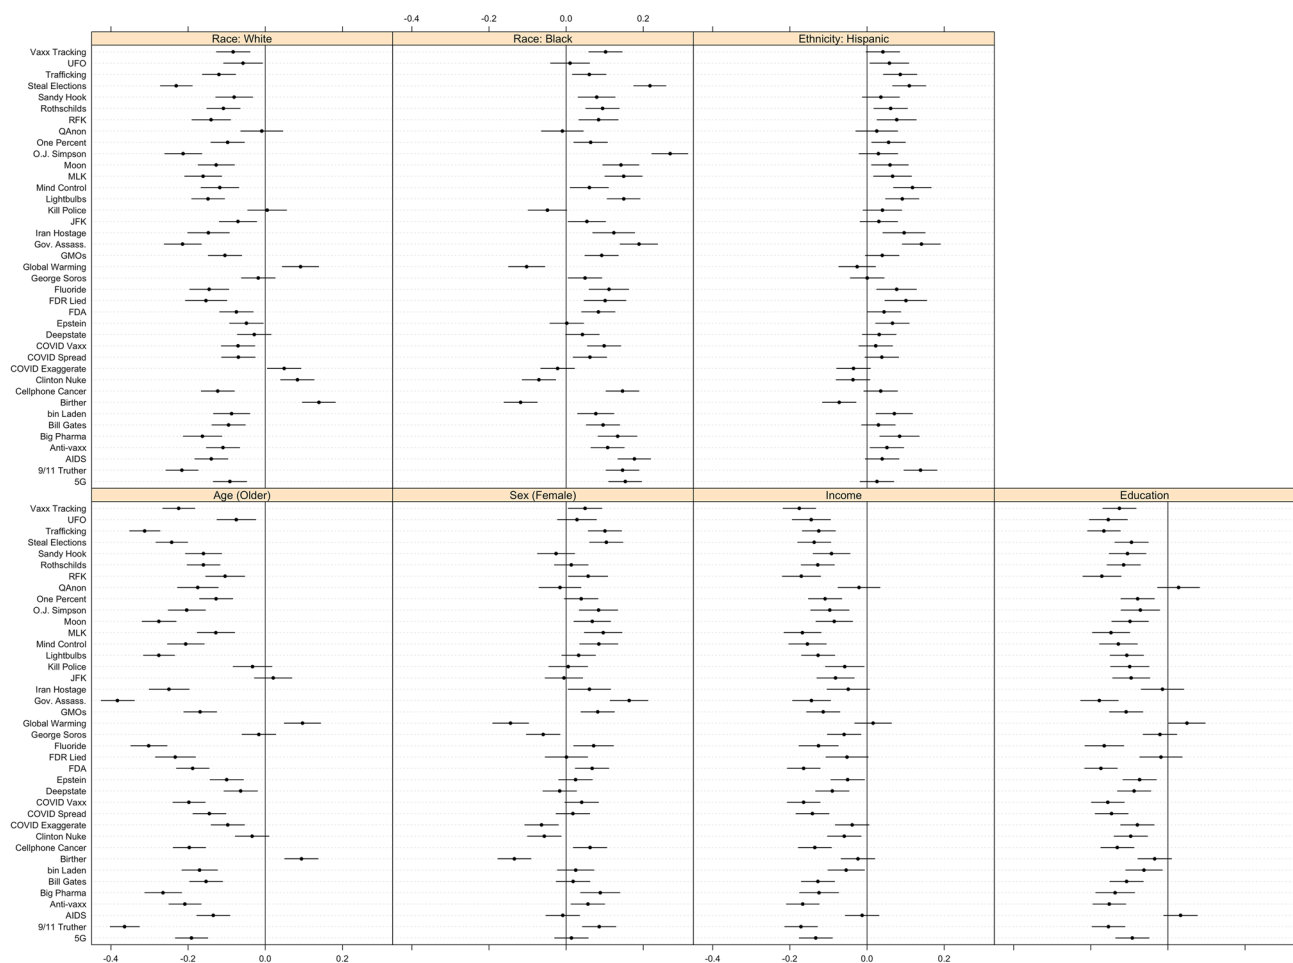 -0.4 -0.2 0.0 0.2
Race: White Race: Black Ethnicity: Hispanic
Vaxx Tracking
UFO
Trafficking
Steal Elections
Sandy Hook
Rothschilds
RFK
QAnon
One Percent
O.J. Simpson
Moon
MLK
Mind Control
Lightbulbs
Kill Police
JFK
Iran Hostage
Gov. Assass.
GMOs
Global Warming
George Soros
Fluoride
FDR Lied
FDA
Epstein
Deepstate
COVID Vaxx
COVID Spread
COVID Exaggerate
Clinton Nuke
Cellphone Cancer
Birther
bin Laden
Bill Gates
Big Pharma
Anti-vaxx
AIDS
9/11 Truther
5G
Age (Older) Sex (Female) Income Education
Vaxx Tracking
UFO
Trafficking
Steal Elections
Sandy Hook
Rothschilds
RFK
QAnon
One Percent
O.J. Simpson
Moon
MLK
Mind Control
Lightbulbs
Kill Police
JFK
Iran Hostage
Gov. Assass.
GMOs
Global Warming
George Soros
Fluoride
FDR Lied
FDA
Epstein
Deepstate
COVID Vaxx
COVID Spread
COVID Exaggerate
Clinton Nuke
Cellphone Cancer
Birther
bin Laden
Bill Gates
Big Pharma
Anti-vaxx
AIDS
9/11 Truther
5G
-0.4 -0.2 0.0 0.2 -0.4 -0.2 0.0 0.2